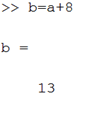 >> b=a+8
b =
13